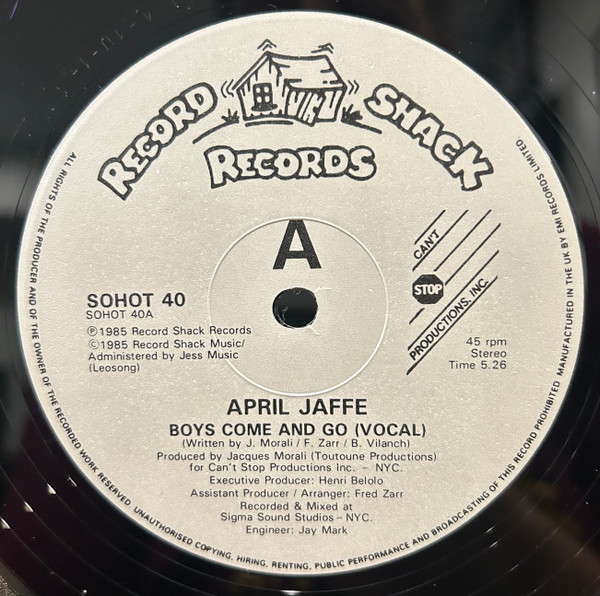 RECORD SHACK
RECORDS
A
CAN'T
STOP
PRODUCTIONS, INC.
SOHOT 40
SOHOT 40A
℗1985 Record Shack Records
©1985 Record Shack Music/
Administered by Jess Music
(Leosong)
45 rpm
Stereo
Time 5.26
APRIL JAFFE
BOYS COME AND GO (VOCAL)
(Written by J. Morali / F. Zarr / B. Vilanch)
Produced by Jacques Morali (Toutoune Productions)
for Can't Stop Productions Inc. – NYC.
Executive Producer: Henri Belolo
Assistant Producer / Arranger: Fred Zarr
Recorded & Mixed at
Sigma Sound Studios – NYC.
Engineer: Jay Mark
ALL RIGHTS OF THE PRODUCER AND OF THE OWNER OF THE RECORDED WORK RESERVED UNAUTHORISED COPYING, HIRING, RENTING, PUBLIC PERFORMANCE AND BROADCASTING OF THIS RECORD PROHIBITED MANUFACTURED IN THE UK BY EMI RECORDS LIMITED.